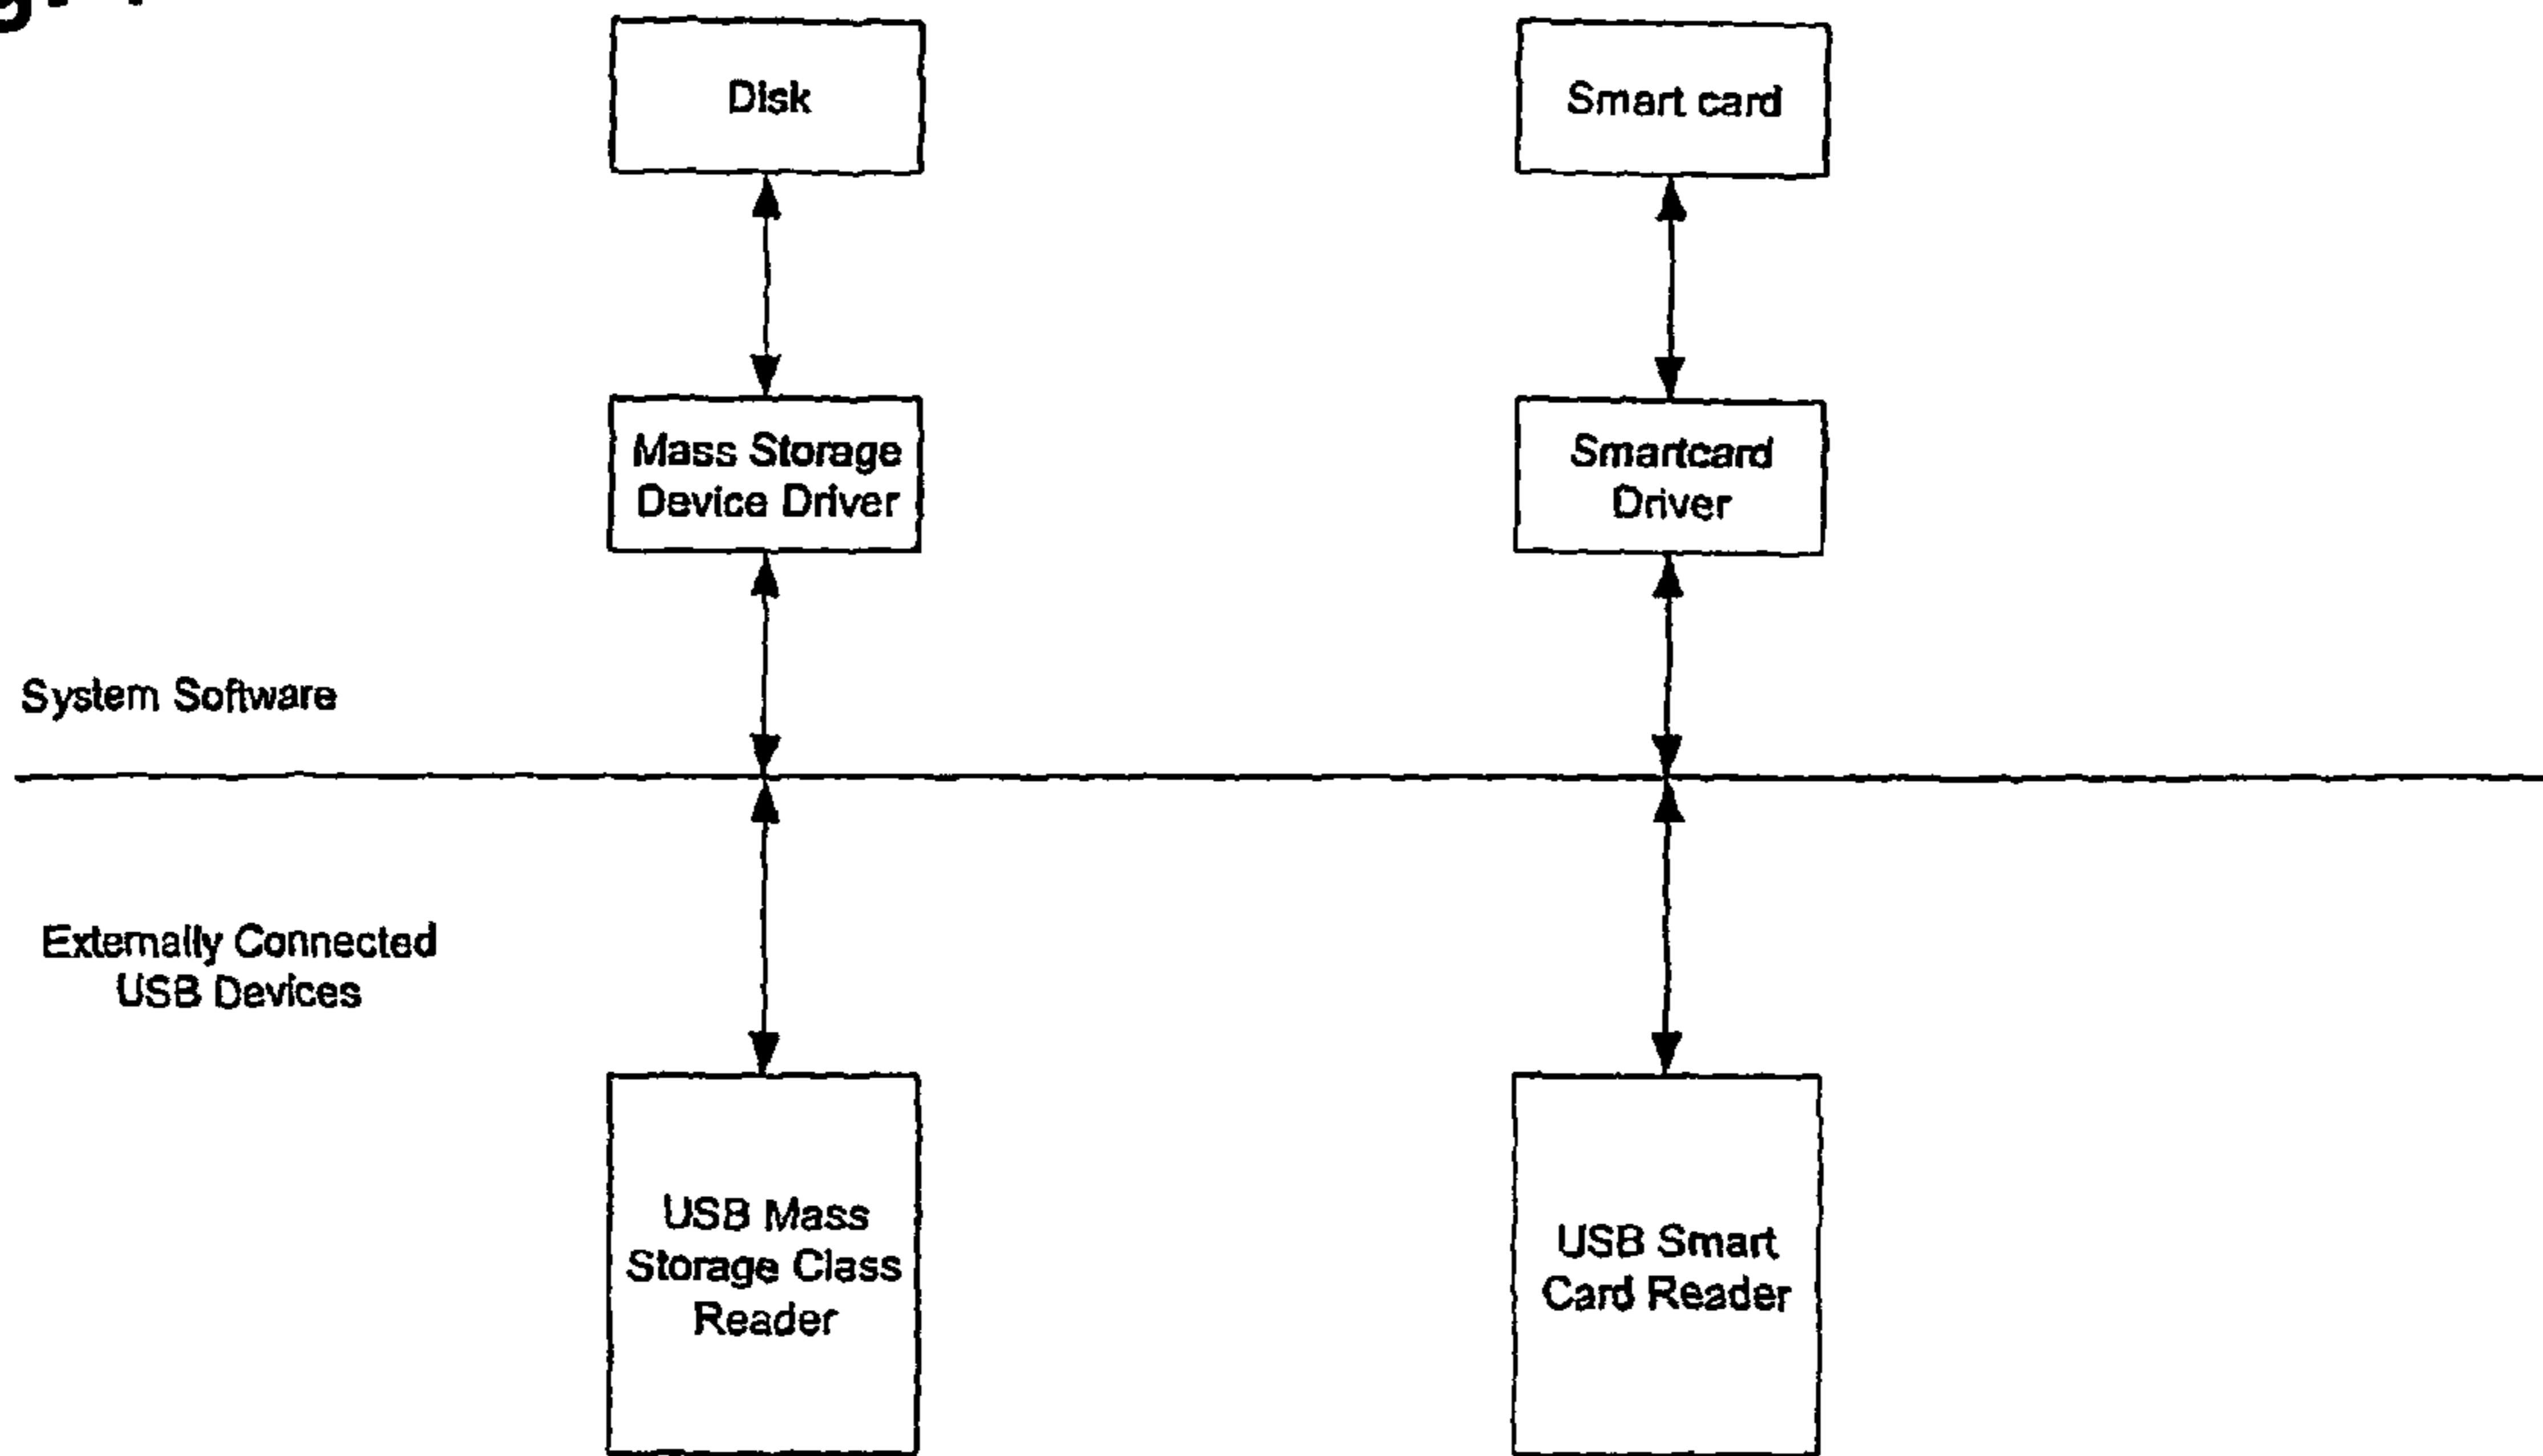 Disk
Smart card
Mass Storage
Device Driver
Smartcard
Driver
System Software
Externally Connected
USB Devices
USB Mass
Storage Class
Reader
USB Smart
Card Reader